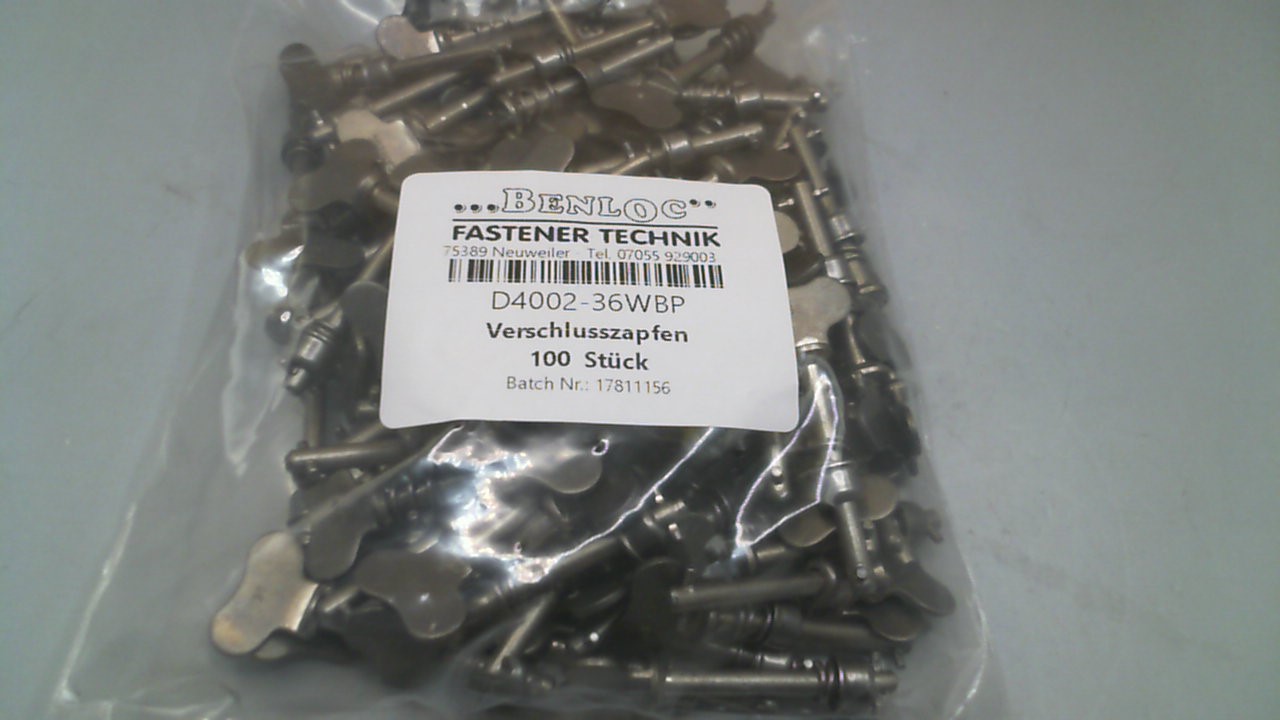 ...BENLOC..
FASTENER TECHNIK
75389 Neuweiler Tel. 07055 929003
D4002-36WBP
Verschlusszapfen
100 Stück
Batch Nr.: 17811156